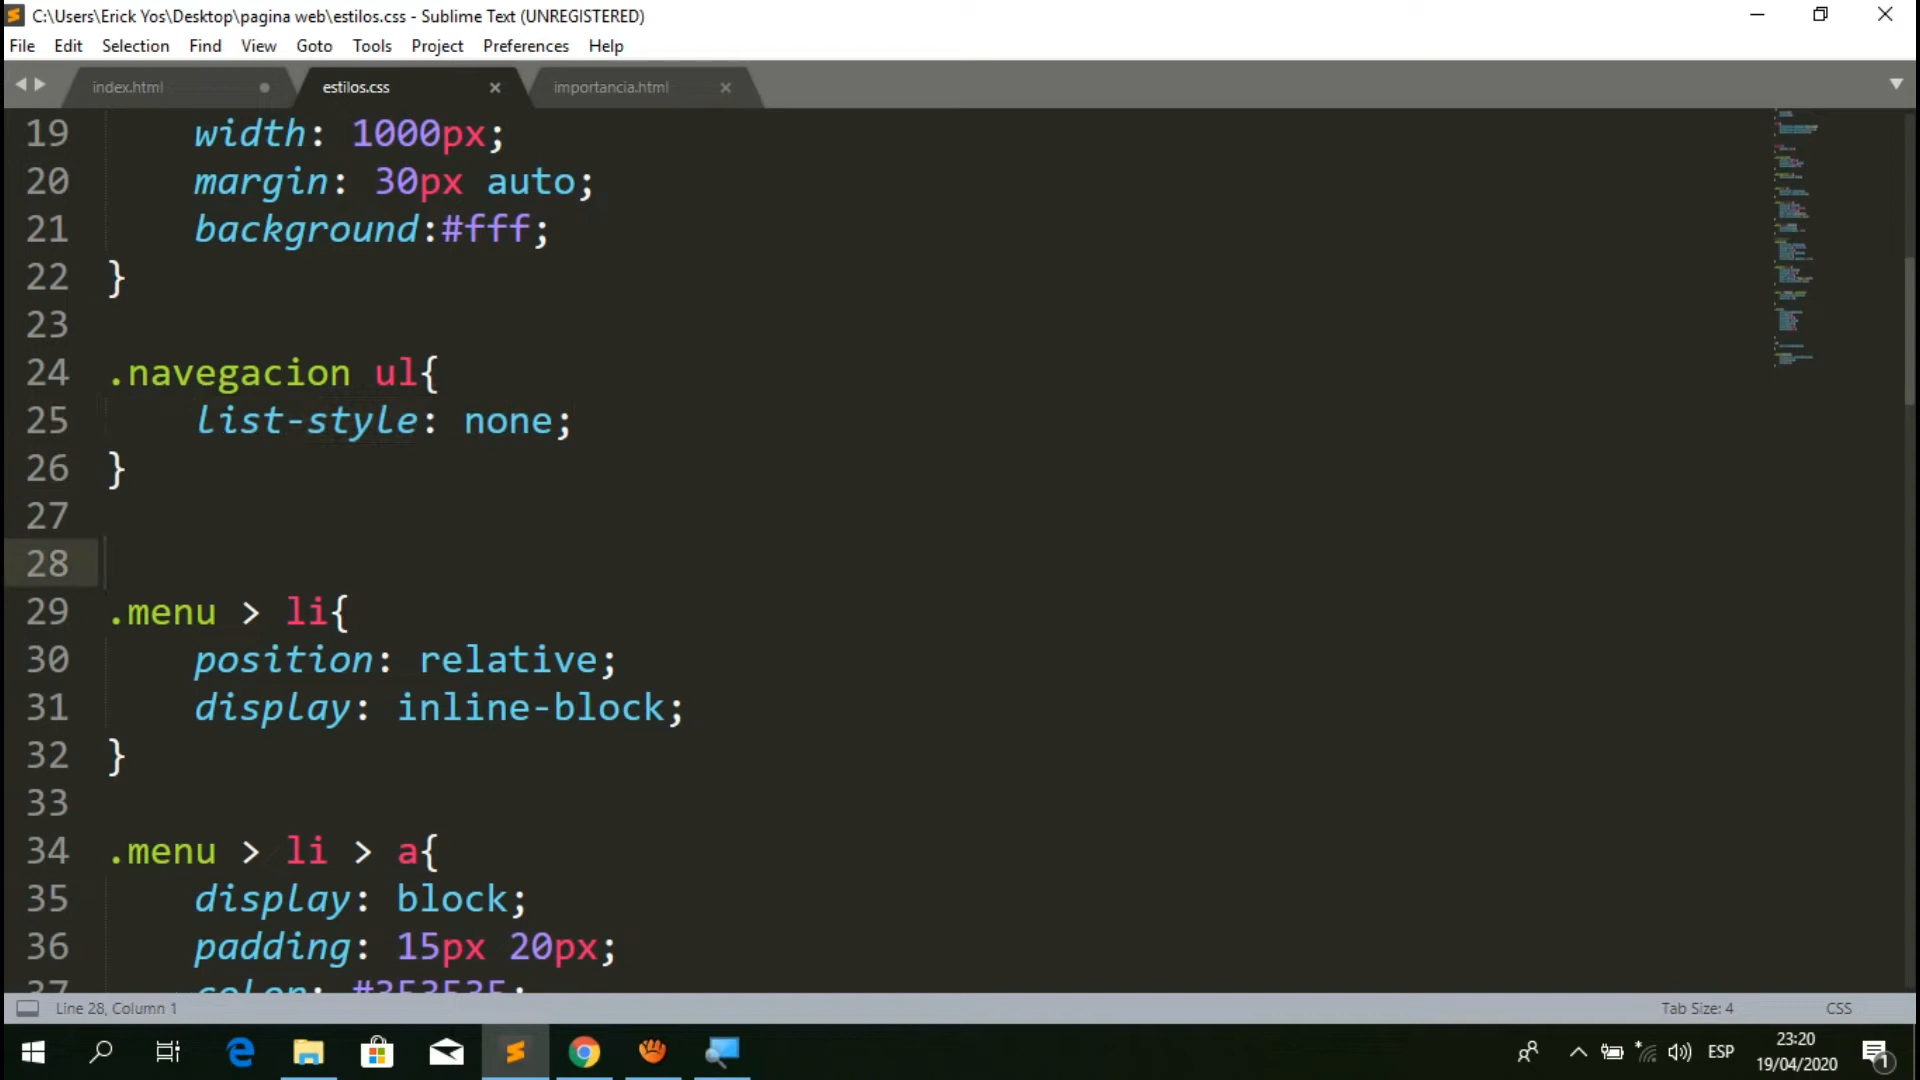 C:\Users\Erick Yos\Desktop\pagina web\estilos.css - Sublime Text (UNREGISTERED)
File Edit Selection Find View Goto Tools Project Preferences Help
index.html estilos.css importancia.html
19 width: 1000px;
20 margin: 30px auto;
21 background:#fff;
22 }
23
24 .navegacion ul{
25 list-style: none;
26 }
27
28
29 .menu > li{
30 position: relative;
31 display: inline-block;
32 }
33
34 .menu > li > a{
35 display: block;
36 padding: 15px 20px;
37 color: #353535;
Line 28, Column 1 Tab Size: 4 CSS
ESP 23:20
19/04/2020 1